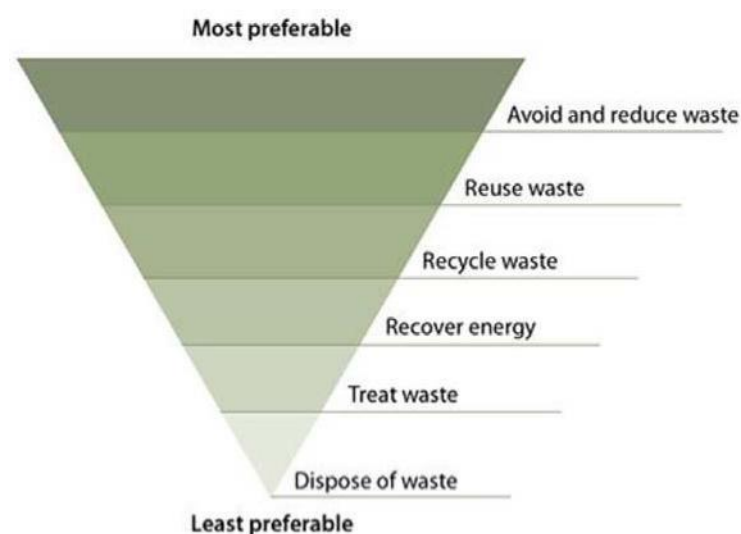 Most preferable
Avoid and reduce waste
Reuse waste
Recycle waste
Recover energy
Treat waste
Dispose of waste
Least preferable